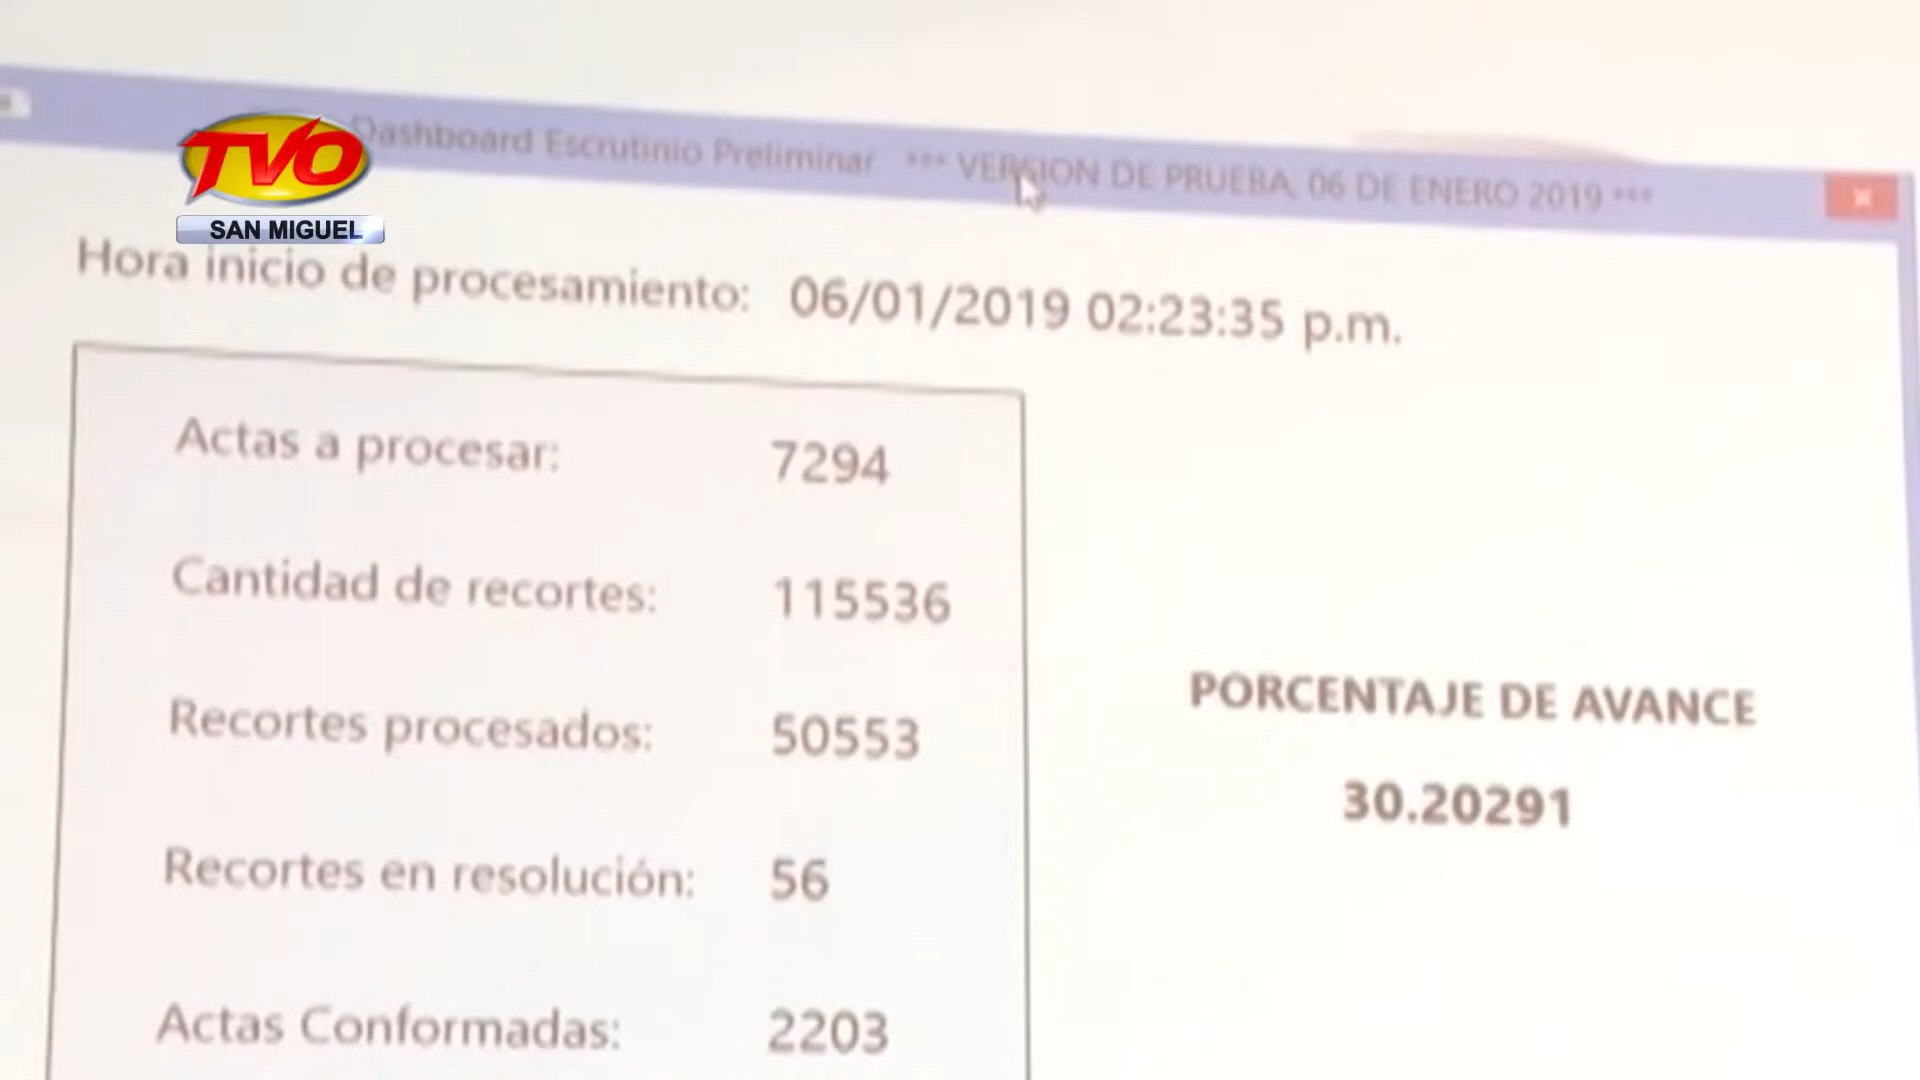 Dashboard Escrutinio Preliminar *** VERSION DE PRUEBA, 06 DE ENERO 2019 ***
TVO
SAN MIGUEL
Hora inicio de procesamiento: 06/01/2019 02:23:35 p.m.
Actas a procesar: 7294
Cantidad de recortes: 115536
Recortes procesados: 50553
Recortes en resolución: 56
Actas Conformadas: 2203
PORCENTAJE DE AVANCE
30.20291